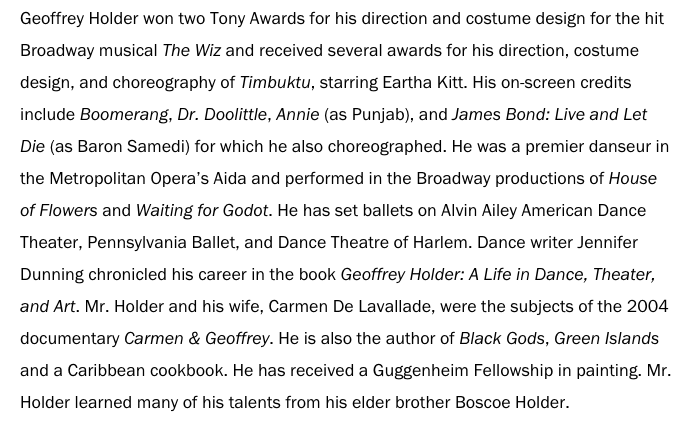 Geoffrey Holder won two Tony Awards for his direction and costume design for the hit
Broadway musical The Wiz and received several awards for his direction, costume
design, and choreography of Timbuktu, starring Eartha Kitt. His on-screen credits
include Boomerang, Dr. Doolittle, Annie (as Punjab), and James Bond: Live and Let
Die (as Baron Samedi) for which he also choreographed. He was a premier danseur in
the Metropolitan Opera’s Aida and performed in the Broadway productions of House
of Flowers and Waiting for Godot. He has set ballets on Alvin Ailey American Dance
Theater, Pennsylvania Ballet, and Dance Theatre of Harlem. Dance writer Jennifer
Dunning chronicled his career in the book Geoffrey Holder: A Life in Dance, Theater,
and Art. Mr. Holder and his wife, Carmen De Lavallade, were the subjects of the 2004
documentary Carmen & Geoffrey. He is also the author of Black Gods, Green Islands
and a Caribbean cookbook. He has received a Guggenheim Fellowship in painting. Mr.
Holder learned many of his talents from his elder brother Boscoe Holder.